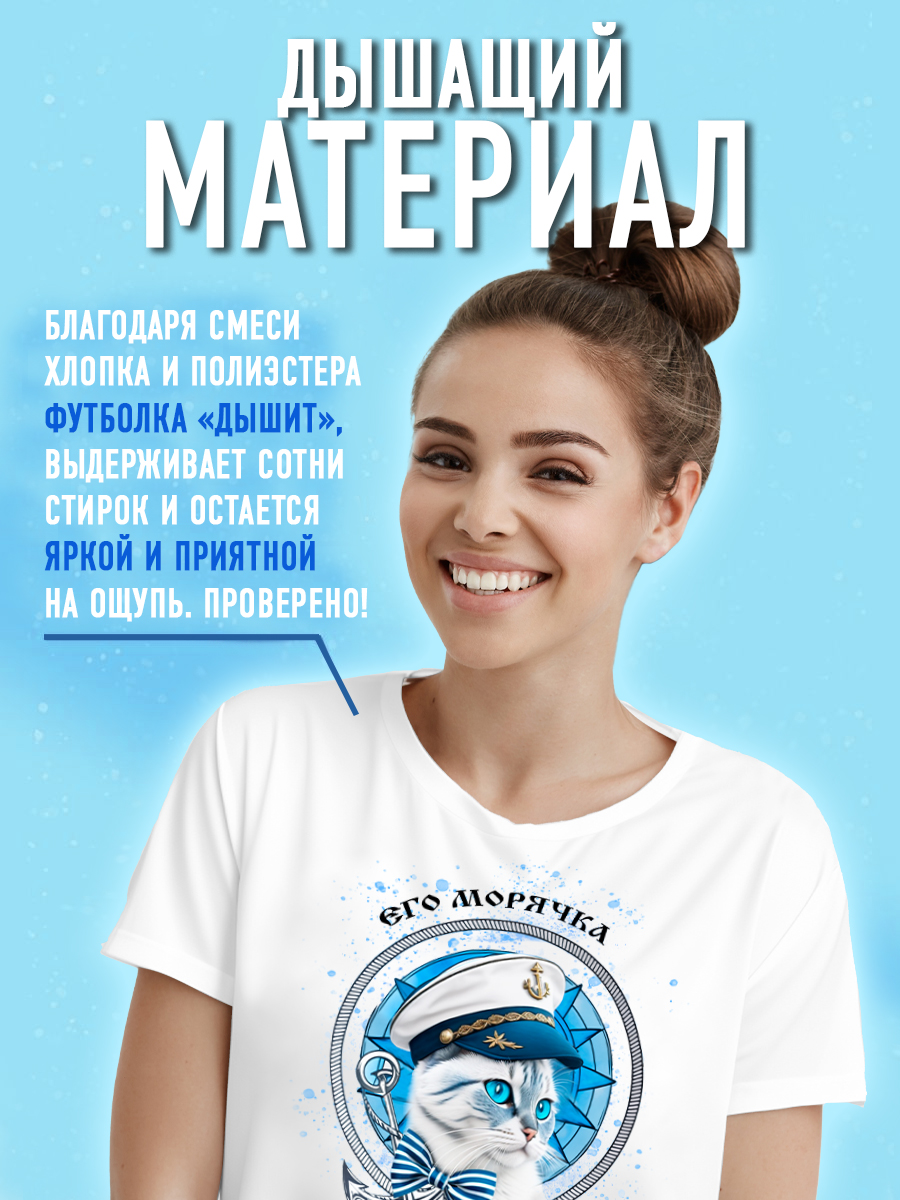 ДЫШАЩИЙ
МАТЕРИАЛ
БЛАГОДАРЯ СМЕСИ
ХЛОПКА И ПОЛИЭСТЕРА
ФУТБОЛКА «ДЫШИТ»,
ВЫДЕРЖИВАЕТ СОТНИ
СТИРОК И ОСТАЕТСЯ
ЯРКОЙ И ПРИЯТНОЙ
НА ОЩУПЬ. ПРОВЕРЕНО!
ЕГО МОРЯЧКА